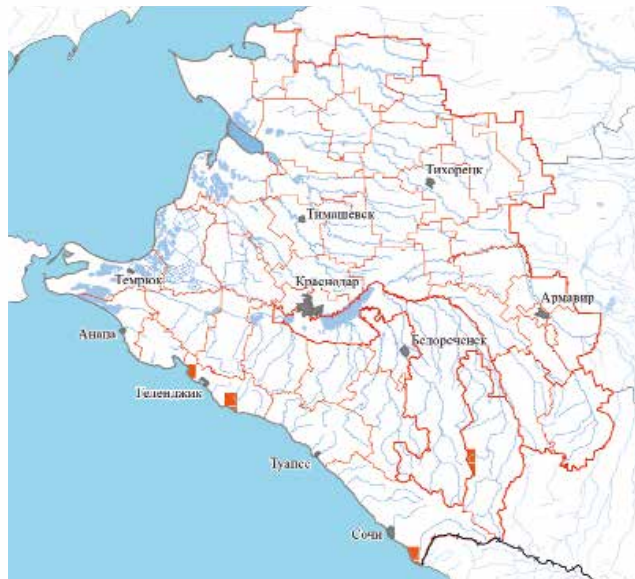 Тихорецк
Тимашевск
Темрюк
Краснодар
Армавир
Анапа
Белореченск
Геленджик
Туапсе
Сочи